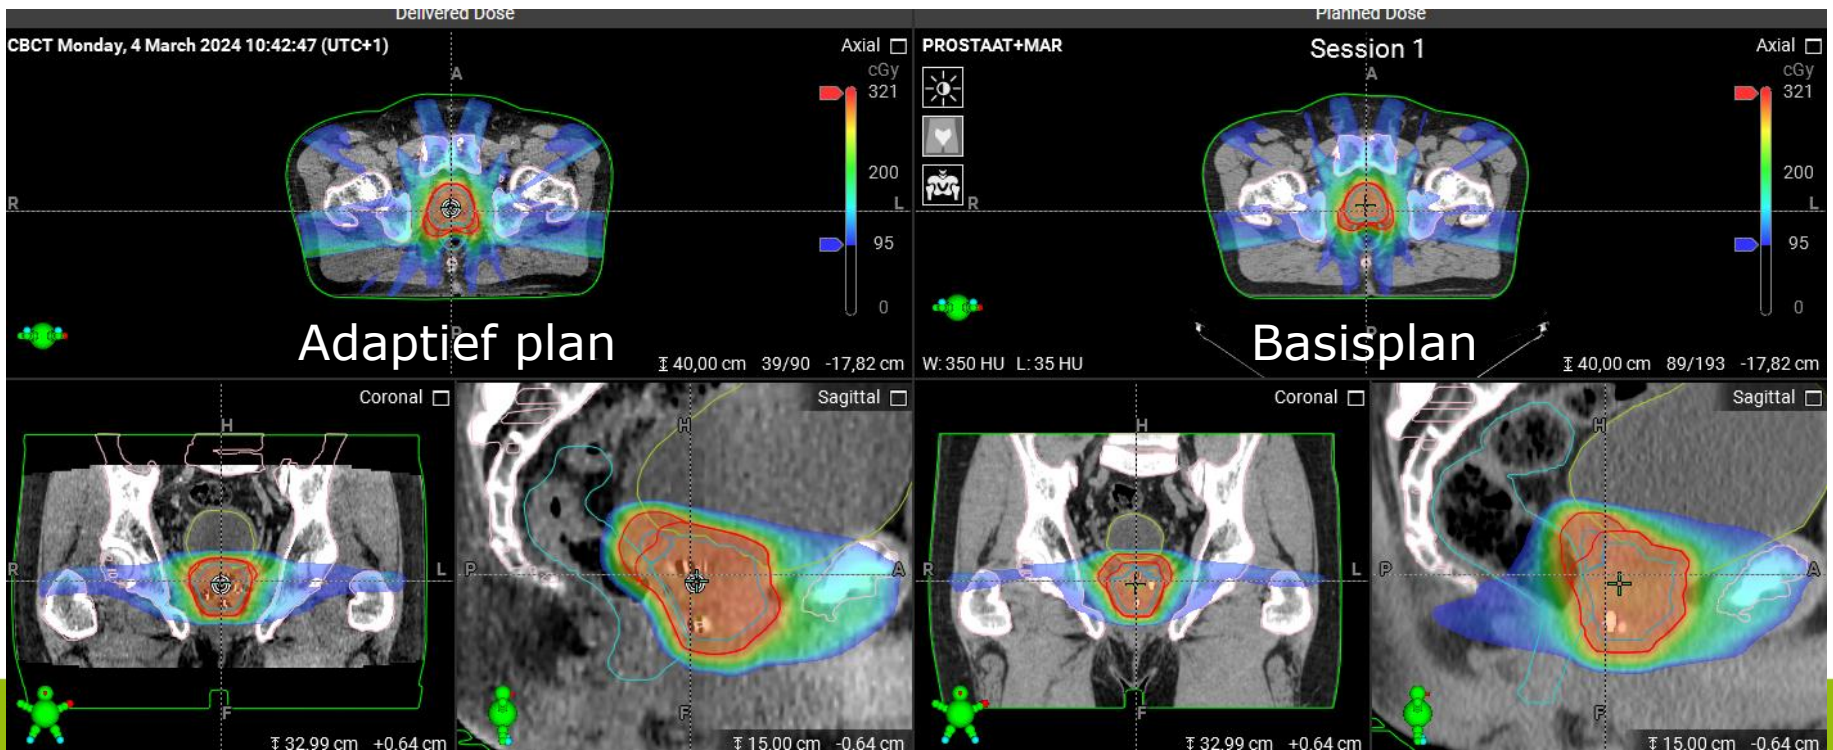 Delivered Dose
CBCT Monday, 4 March 2024 10:42:47 (UTC+1)
Axial
cGy
321
200
95
0
A
R
L
P
Adaptief plan
40,00 cm 39/90 -17,82 cm
Planned Dose
PROSTAAT+MAR
Session 1
Axial
cGy
321
200
95
0
A
R
L
P
Basisplan
W: 350 HU L: 35 HU
40,00 cm 89/193 -17,82 cm
Coronal
H
R
L
F
32,99 cm +0,64 cm
Sagittal
H
P
A
F
15,00 cm -0,64 cm
Coronal
H
R
L
F
32,99 cm +0,64 cm
Sagittal
H
P
A
F
15,00 cm -0,64 cm